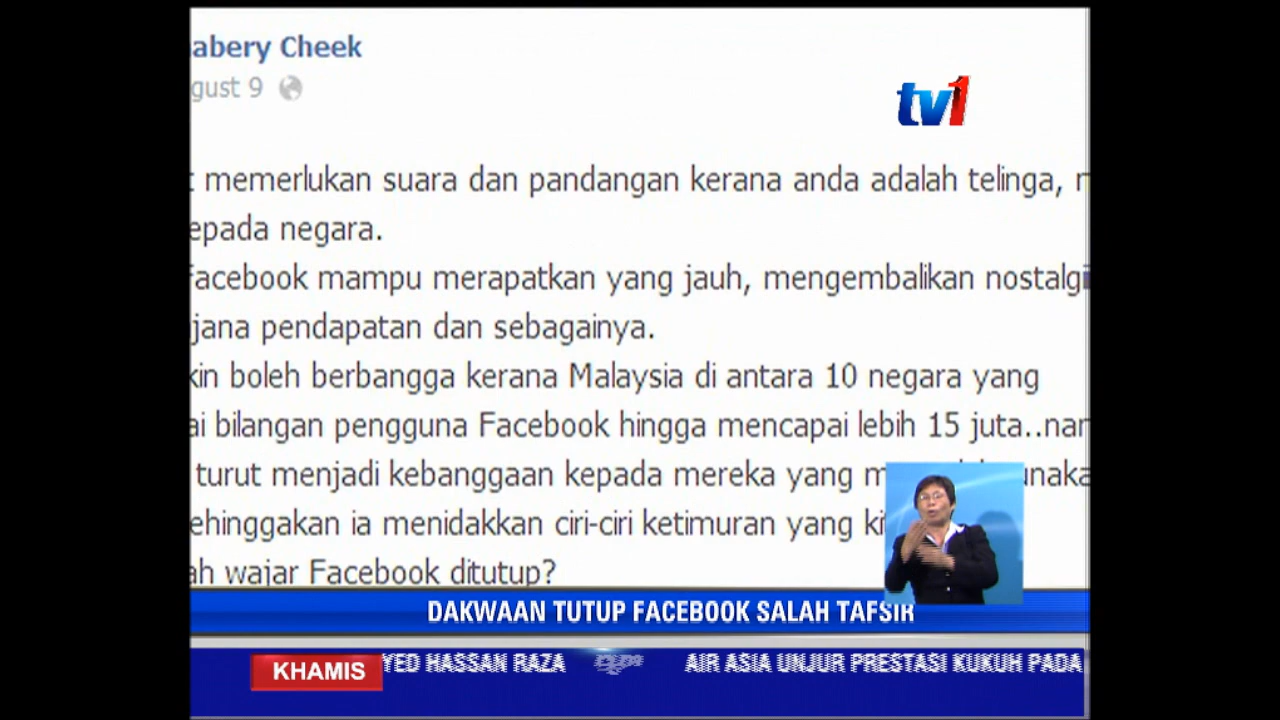 abery Cheek
gust 9
tv1
memerlukan suara dan pandangan kerana anda adalah telinga,
epada negara.
Facebook mampu merapatkan yang jauh, mengembalikan nostalgi
jana pendapatan dan sebagainya.
kin boleh berbangga kerana Malaysia di antara 10 negara yang
ai bilangan pengguna Facebook hingga mencapai lebih 15 juta..nar
turut menjadi kebanggaan kepada mereka yang
ehinggakan ia menidakkan ciri-ciri ketimuran yang
ah wajar Facebook ditutup?
DAKWAAN TUTUP FACEBOOK SALAH TAFSIR
KHAMIS YED HASSAN RAZA AIR ASIA UNJUR PRESTASI KUKUH PADA